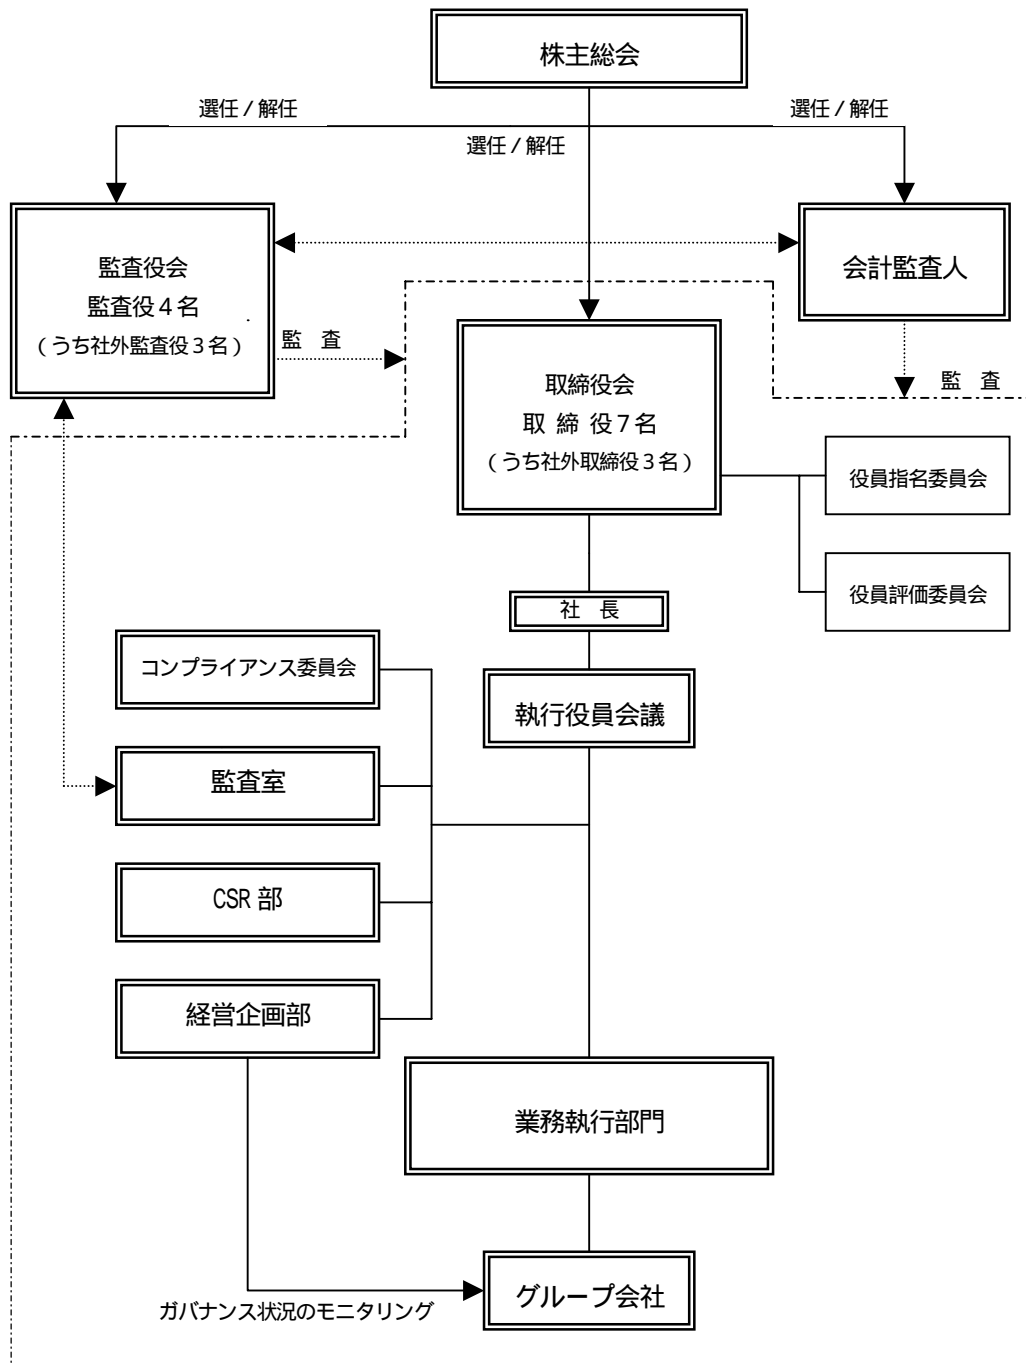 株主総会
選任/解任
選任/解任
選任/解任
監査役会
監査役4名
(うち社外監査役3名)
会計監査人
監 査
監 査
取締役会
取 締 役7名
(うち社外取締役3名)
役員指名委員会
役員評価委員会
社 長
執行役員会議
コンプライアンス委員会
監査室
CSR 部
経営企画部
業務執行部門
グループ会社
ガバナンス状況のモニタリング